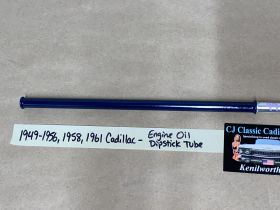 1949-1956, 1958, 1961 Cadillac - Engine Oil
Dipstick Tube
CJ Classic Cadi
Kenilworth